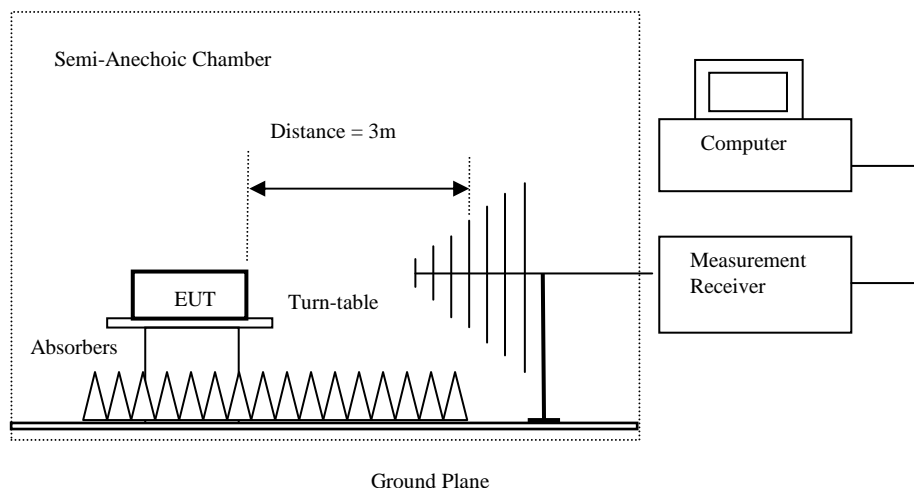 Semi-Anechoic Chamber
Distance = 3m
Computer
Measurement
Receiver
EUT
Turn-table
Absorbers
Ground Plane